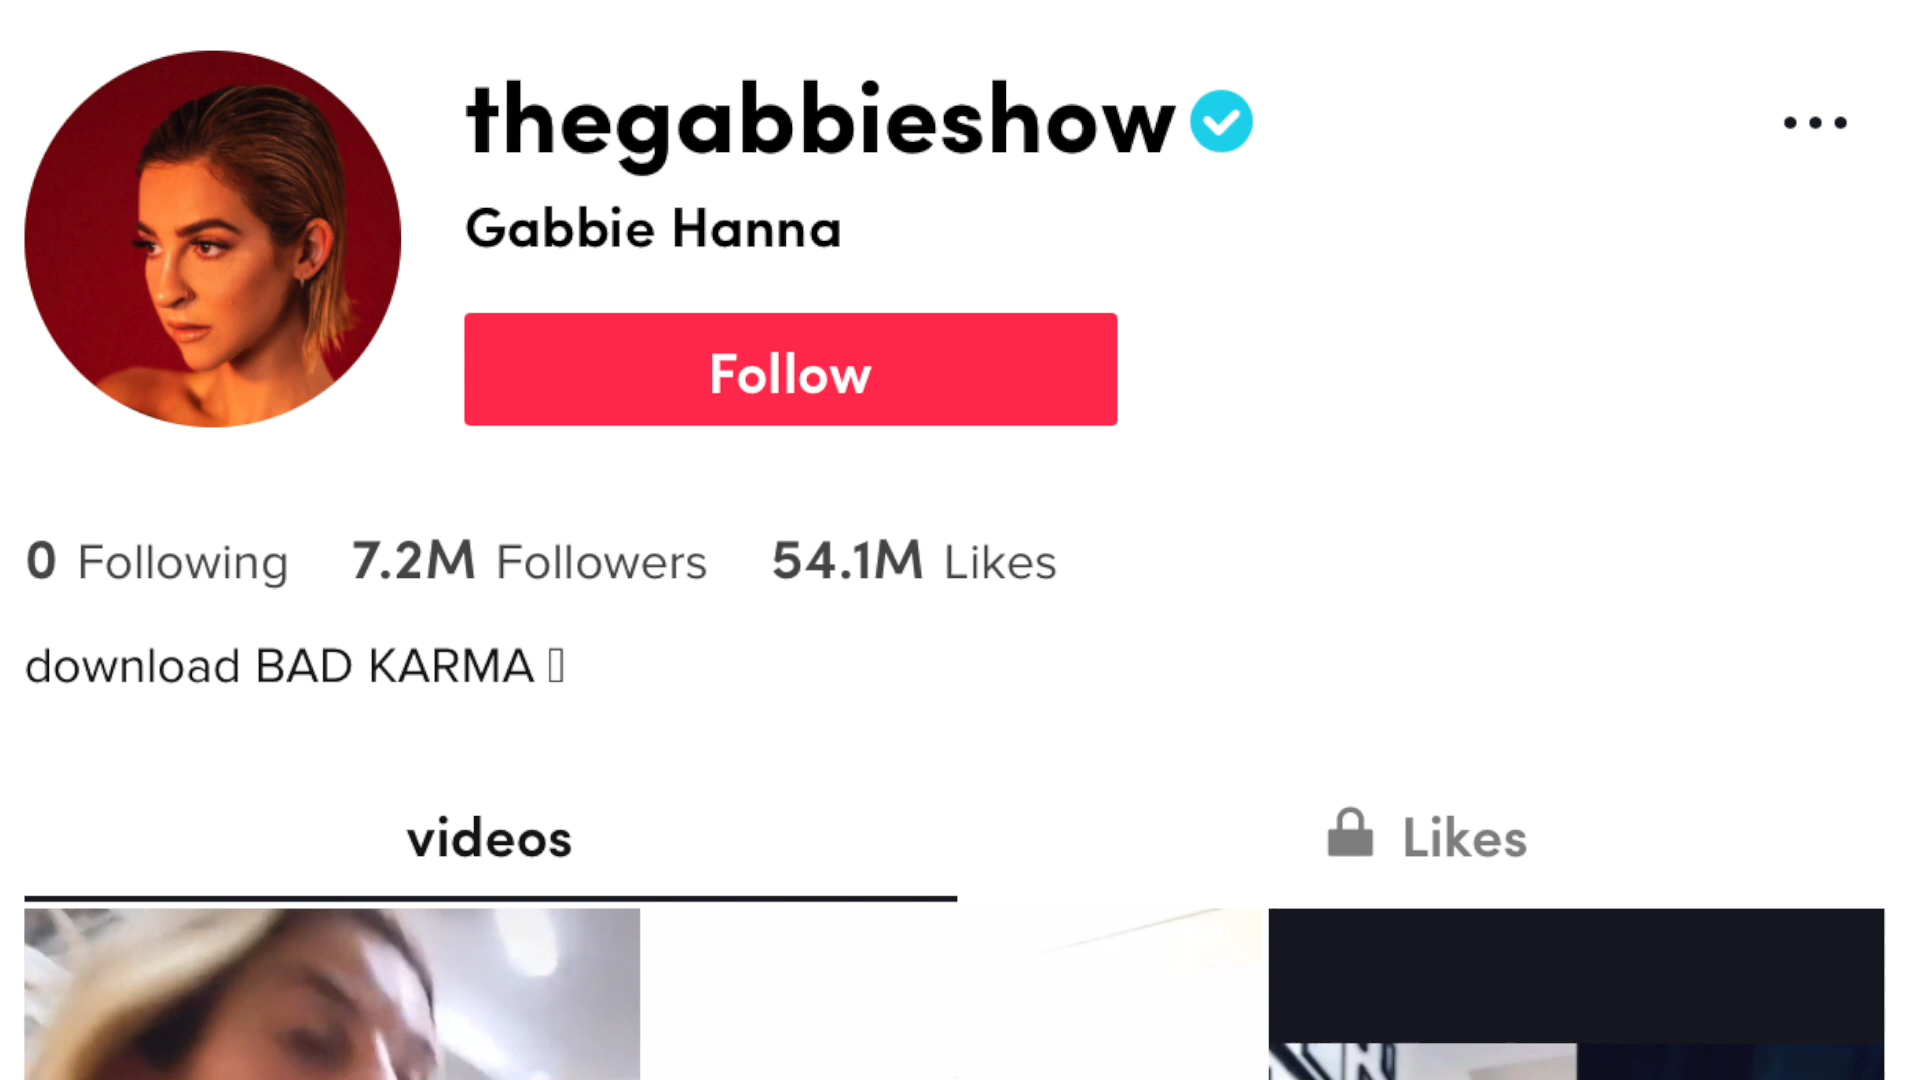 thegabbieshow
Gabbie Hanna
Follow
0 Following 7.2M Followers 54.1M Likes
download BAD KARMA
videos
Likes